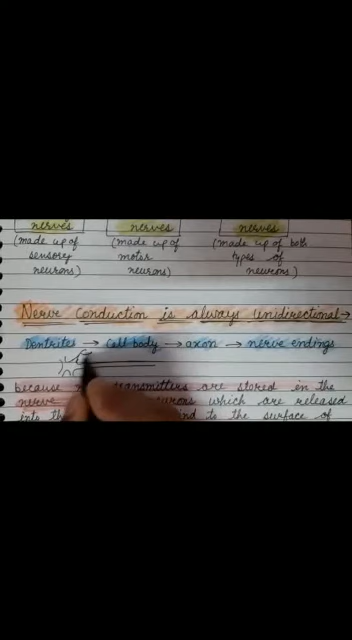 nerves nerves nerves
(made up of (made up of (made up of both
sensory motor types of
neurons) neurons) neurons)
Nerve Conduction is always unidirectional→
Dentrites → Cell body → axon → nerve endings
because transmitters are stored in the
nerve which are released
into the to the surface of